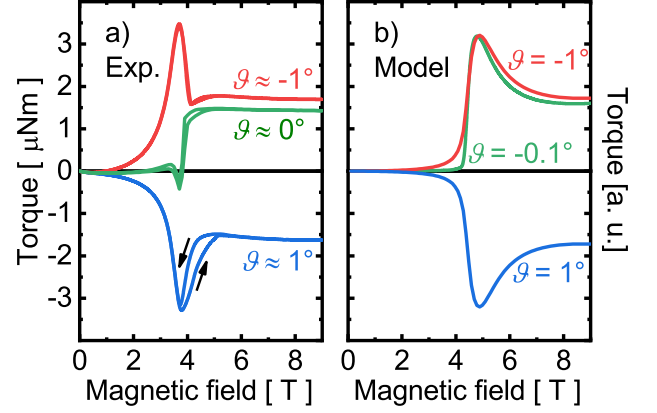 a)
Exp.
ϑ ≈ -1°
ϑ ≈ 0°
ϑ ≈ 1°
3
2
1
0
-1
-2
-3
Torque [ μNm ]
0
2
4
6
8
Magnetic field [ T ]
b)
Model
ϑ = -1°
ϑ = -0.1°
ϑ = 1°
0
2
4
6
8
Magnetic field [ T ]
Torque [a. u.]